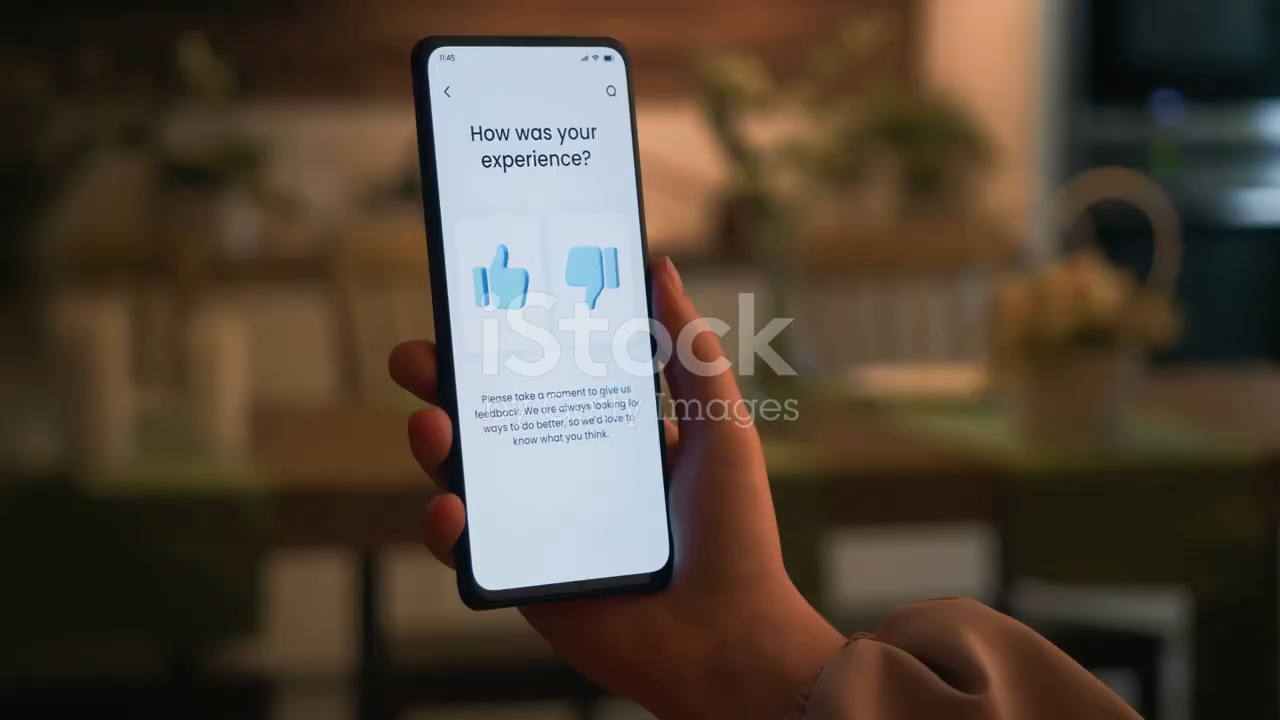 11:45
How was your
experience?
iStock
Please take a moment to give us
feedback. We are always looking for
ways to do better, so we'd love to
know what you think.
Getty Images